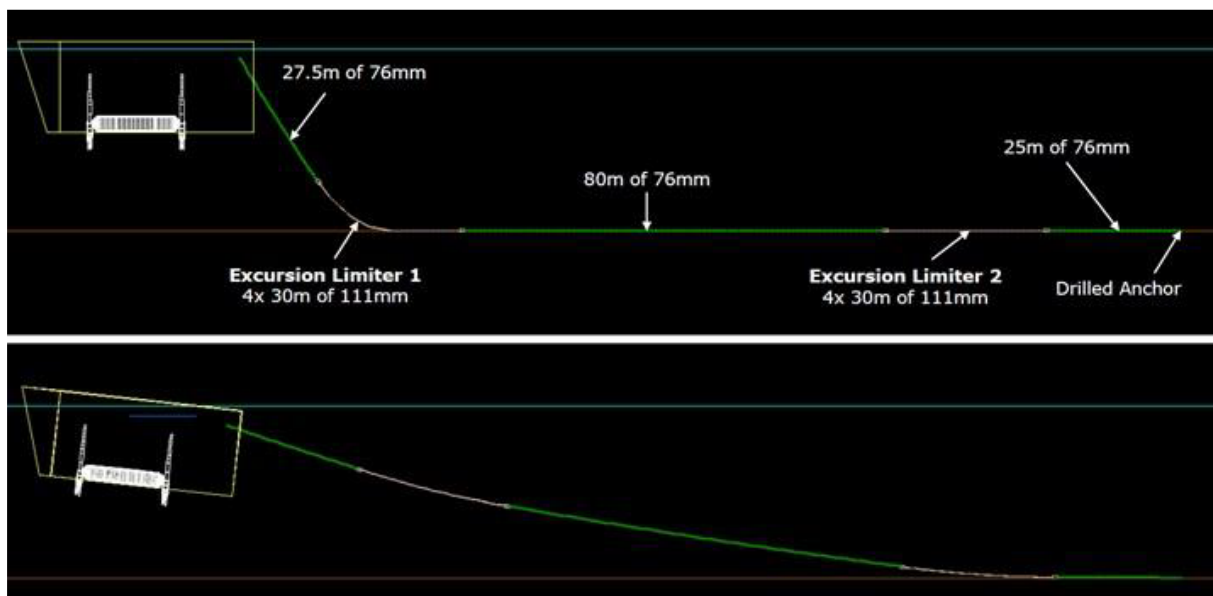 27.5m of 76mm
25m of 76mm
80m of 76mm
Excursion Limiter 1
4x 30m of 111mm
Excursion Limiter 2
4x 30m of 111mm
Drilled Anchor